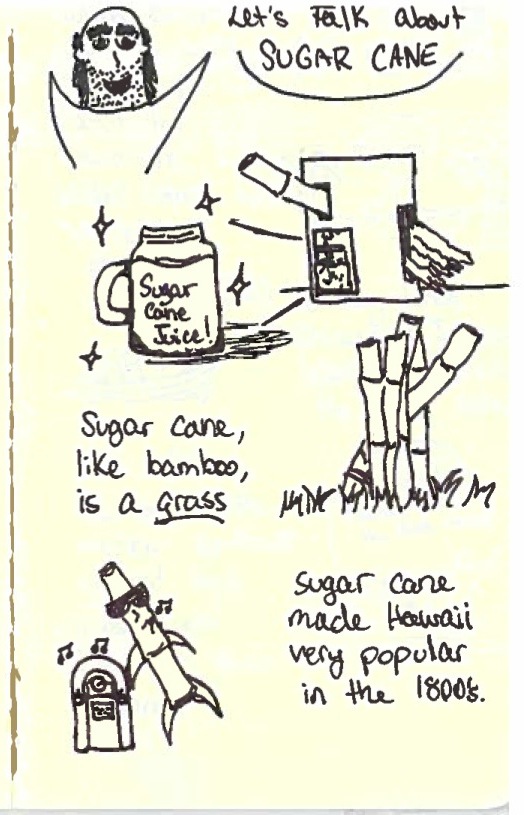 Let's Talk about
SUGAR CANE
Sugar
Cane
Juice!
Sugar cane,
like bamboo,
is a grass
sugar cane
made Hawaii
very popular
in the 1800's.